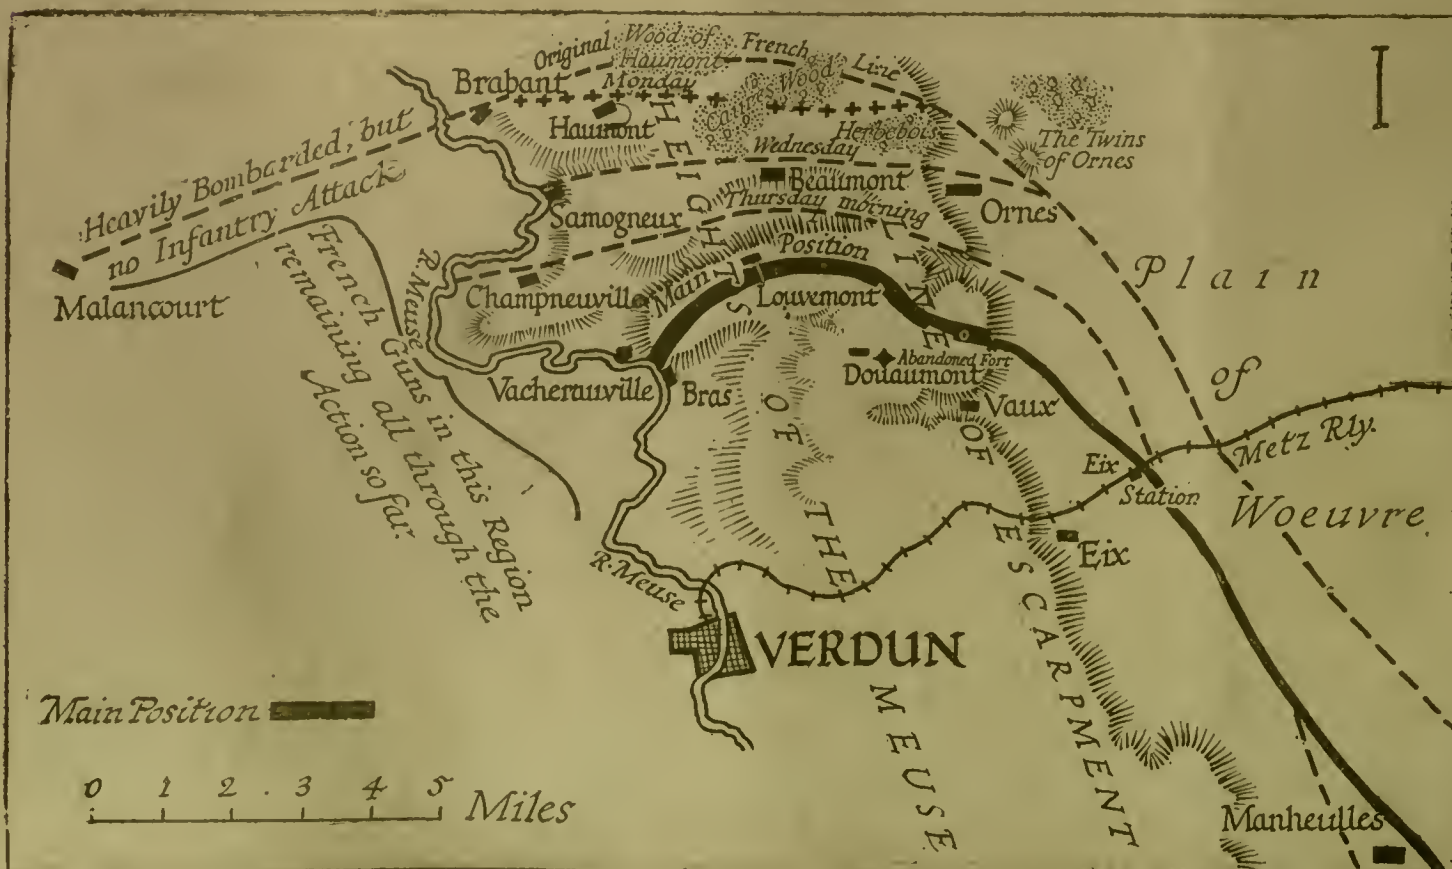 Original
Wood of
Haumont
French
Line
Brabant
Monday
Caures Wood
Haumont
Herbebois
The Twins
of Ornes
I
Heavily Bombarded, but
no Infantry Attack
Wednesday
Beaumont
Ornes
Samogneux
Thursday morning
Malancourt
French Guns in this Region
remaining all through the
Action so far.
R. Meuse
Champneuville
Main Position
Louvemont
Plain
of
Woeuvre
Vacherauville
Bras
Abandoned Fort
Douaumont
Vaux
Metz Rly.
Eix
Station
Eix
R. Meuse
VERDUN
HEIGHTS
OF
THE
MEUSE
LINE
OF
ESCARPMENT
Main Position
0 1 2 3 4 5 Miles
Manheulles